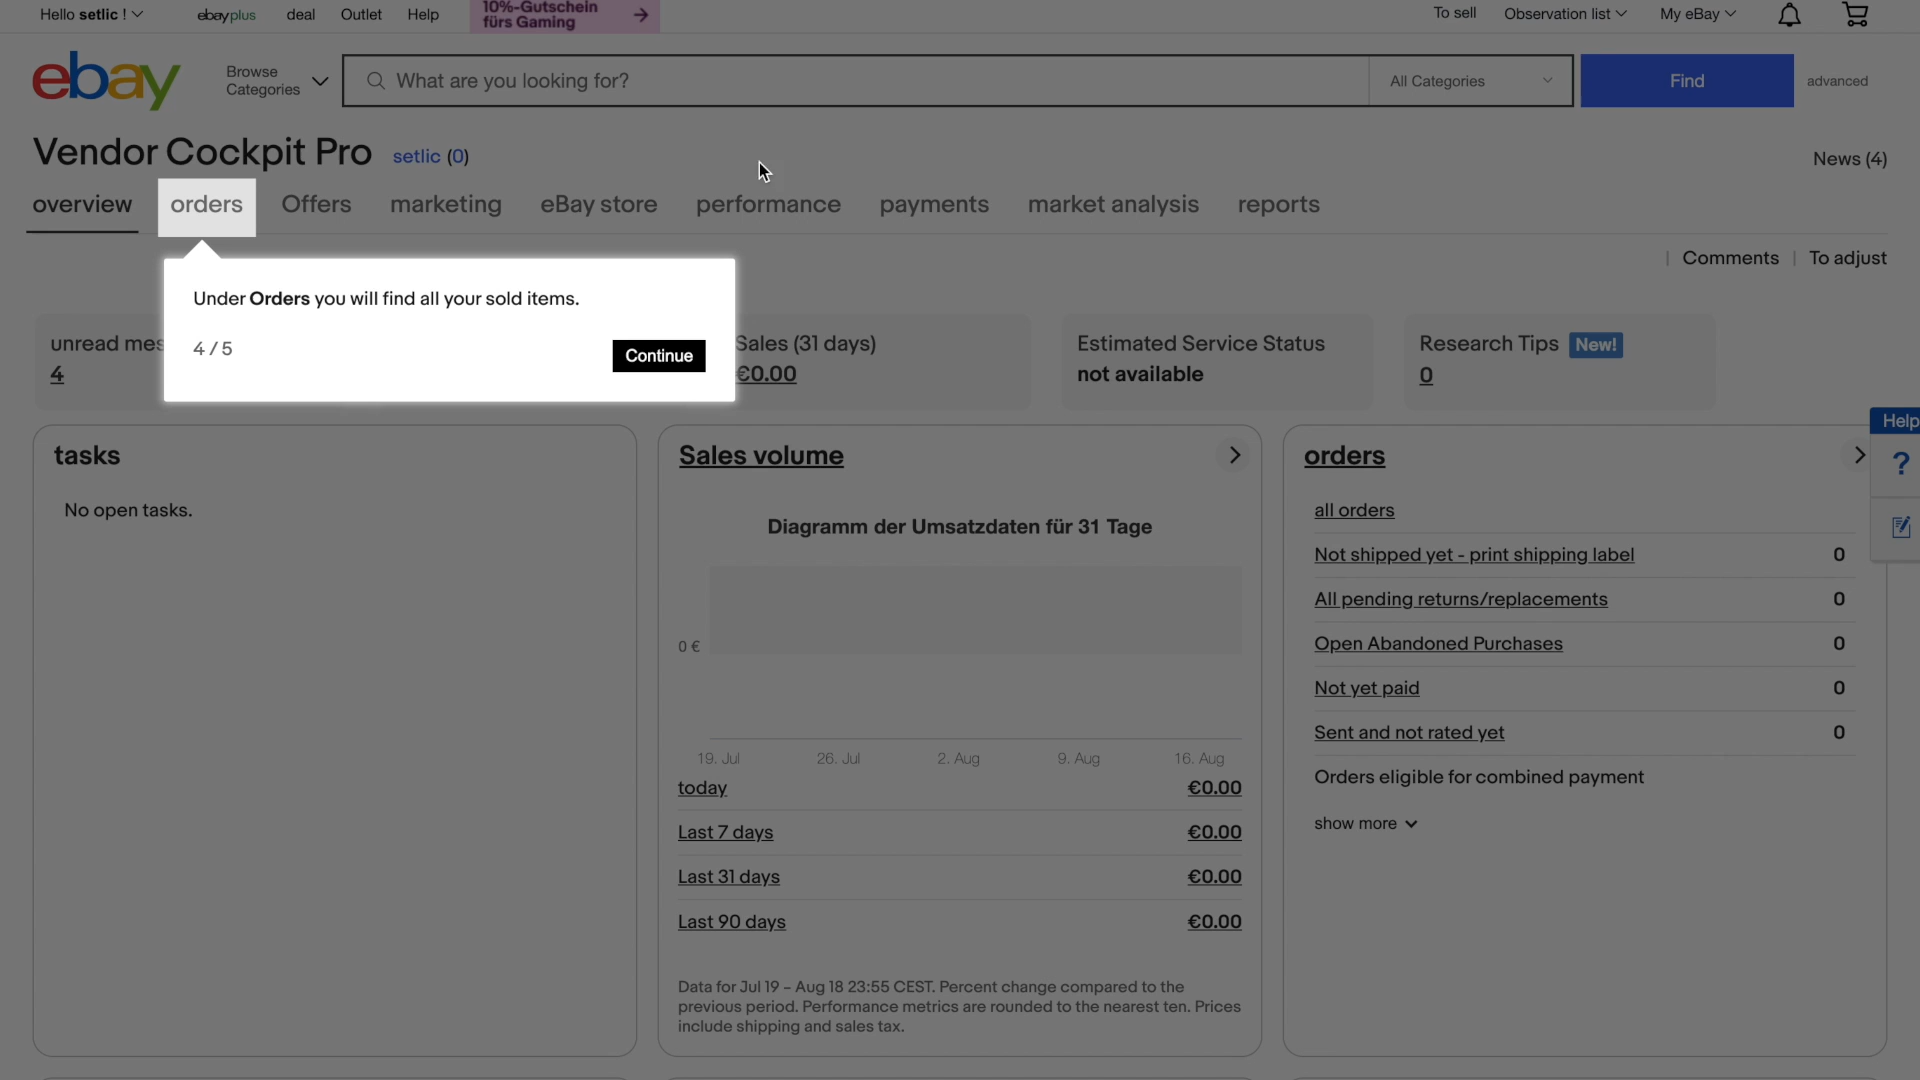 Hello setlic !
ebayplus
deal
Outlet
Help
10%-Gutschein
fürs Gaming
To sell
Observation list
My eBay
ebay
Browse
Categories
What are you looking for?
All Categories
Find
advanced
Vendor Cockpit Pro
setlic (0)
News (4)
overview
orders
Offers
marketing
eBay store
performance
payments
market analysis
reports
Comments
To adjust
Under Orders you will find all your sold items.
4 / 5
Continue
unread mes
4
Sales (31 days)
€0.00
Estimated Service Status
not available
Research Tips New!
0
Help
?
tasks
No open tasks.
Sales volume
Diagramm der Umsatzdaten für 31 Tage
0 €
19. Jul
26. Jul
2. Aug
9. Aug
16. Aug
today €0.00
Last 7 days €0.00
Last 31 days €0.00
Last 90 days €0.00
Data for Jul 19 – Aug 18 23:55 CEST. Percent change compared to the
previous period. Performance metrics are rounded to the nearest ten. Prices
include shipping and sales tax.
orders
all orders
Not shipped yet - print shipping label 0
All pending returns/replacements 0
Open Abandoned Purchases 0
Not yet paid 0
Sent and not rated yet 0
Orders eligible for combined payment
show more